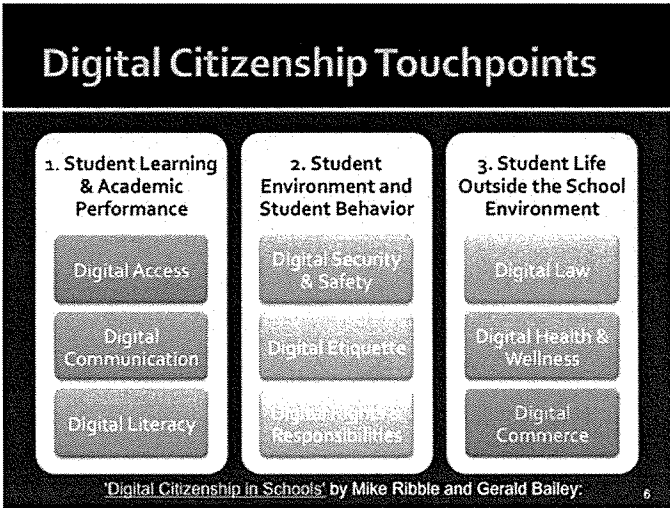 Digital Citizenship Touchpoints
1. Student Learning
& Academic
Performance
Digital Access
Digital
Communication
Digital Literacy
2. Student
Environment and
Student Behavior
Digital Security
& Safety
Digital Etiquette
Digital Rights &
Responsibilities
3. Student Life
Outside the School
Environment
Digital Law
Digital Health &
Wellness
Digital
Commerce
'Digital Citizenship in Schools' by Mike Ribble and Gerald Bailey:
6